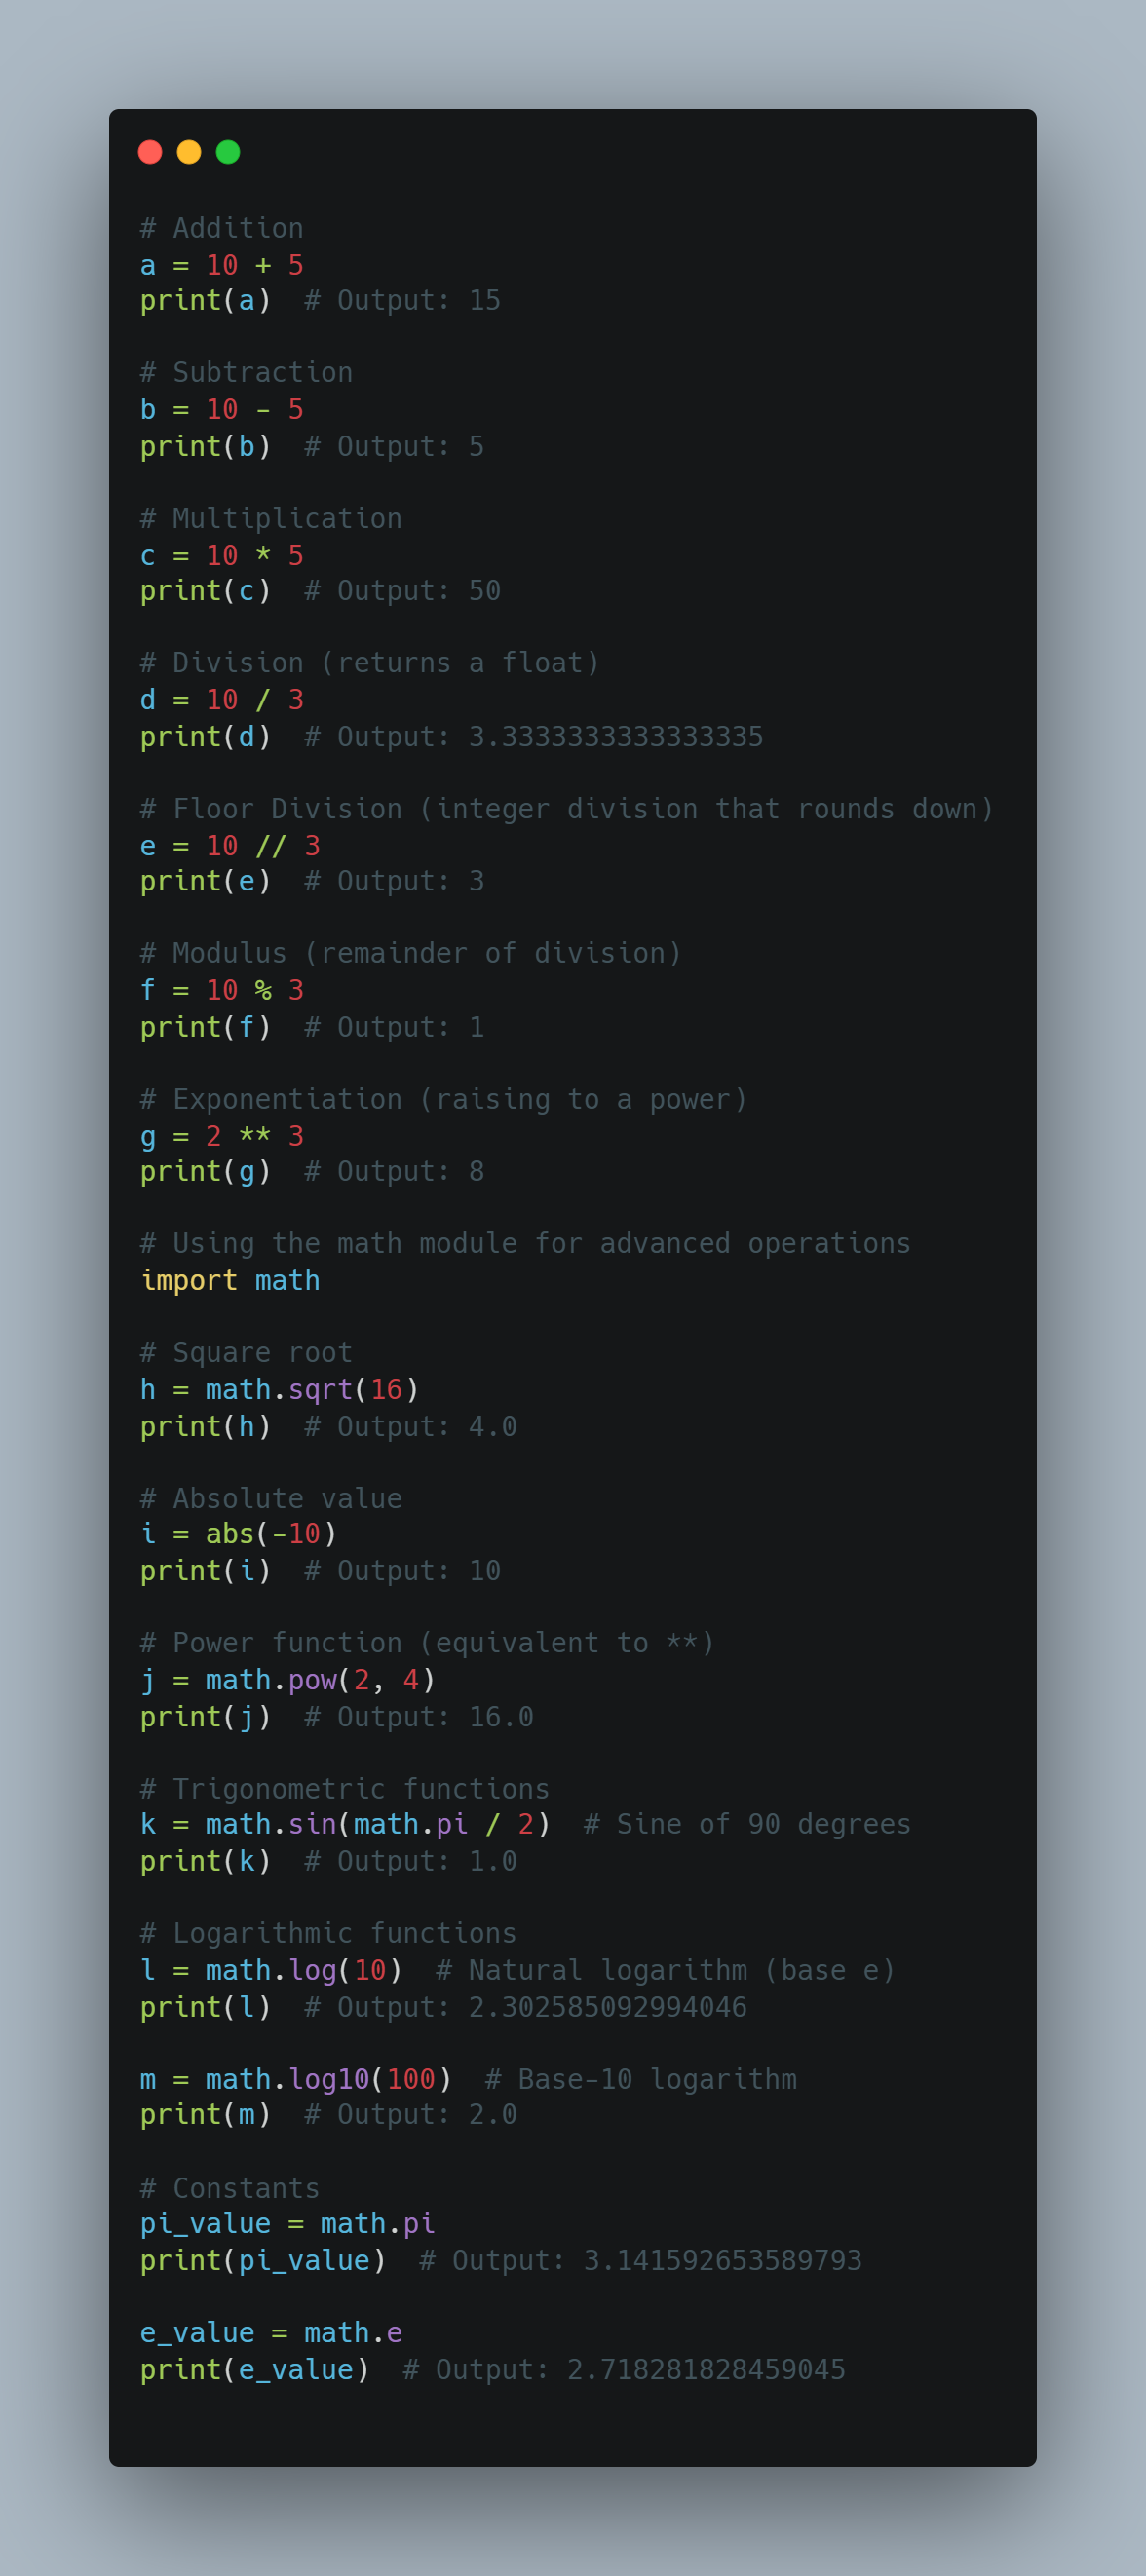 # Addition
a = 10 + 5
print(a)  # Output: 15

# Subtraction
b = 10 - 5
print(b)  # Output: 5

# Multiplication
c = 10 * 5
print(c)  # Output: 50

# Division (returns a float)
d = 10 / 3
print(d)  # Output: 3.3333333333333335

# Floor Division (integer division that rounds down)
e = 10 // 3
print(e)  # Output: 3

# Modulus (remainder of division)
f = 10 % 3
print(f)  # Output: 1

# Exponentiation (raising to a power)
g = 2 ** 3
print(g)  # Output: 8

# Using the math module for advanced operations
import math

# Square root
h = math.sqrt(16)
print(h)  # Output: 4.0

# Absolute value
i = abs(-10)
print(i)  # Output: 10

# Power function (equivalent to **)
j = math.pow(2, 4)
print(j)  # Output: 16.0

# Trigonometric functions
k = math.sin(math.pi / 2)  # Sine of 90 degrees
print(k)  # Output: 1.0

# Logarithmic functions
l = math.log(10)  # Natural logarithm (base e)
print(l)  # Output: 2.302585092994046

m = math.log10(100)  # Base-10 logarithm
print(m)  # Output: 2.0

# Constants
pi_value = math.pi
print(pi_value)  # Output: 3.141592653589793

e_value = math.e
print(e_value)  # Output: 2.718281828459045